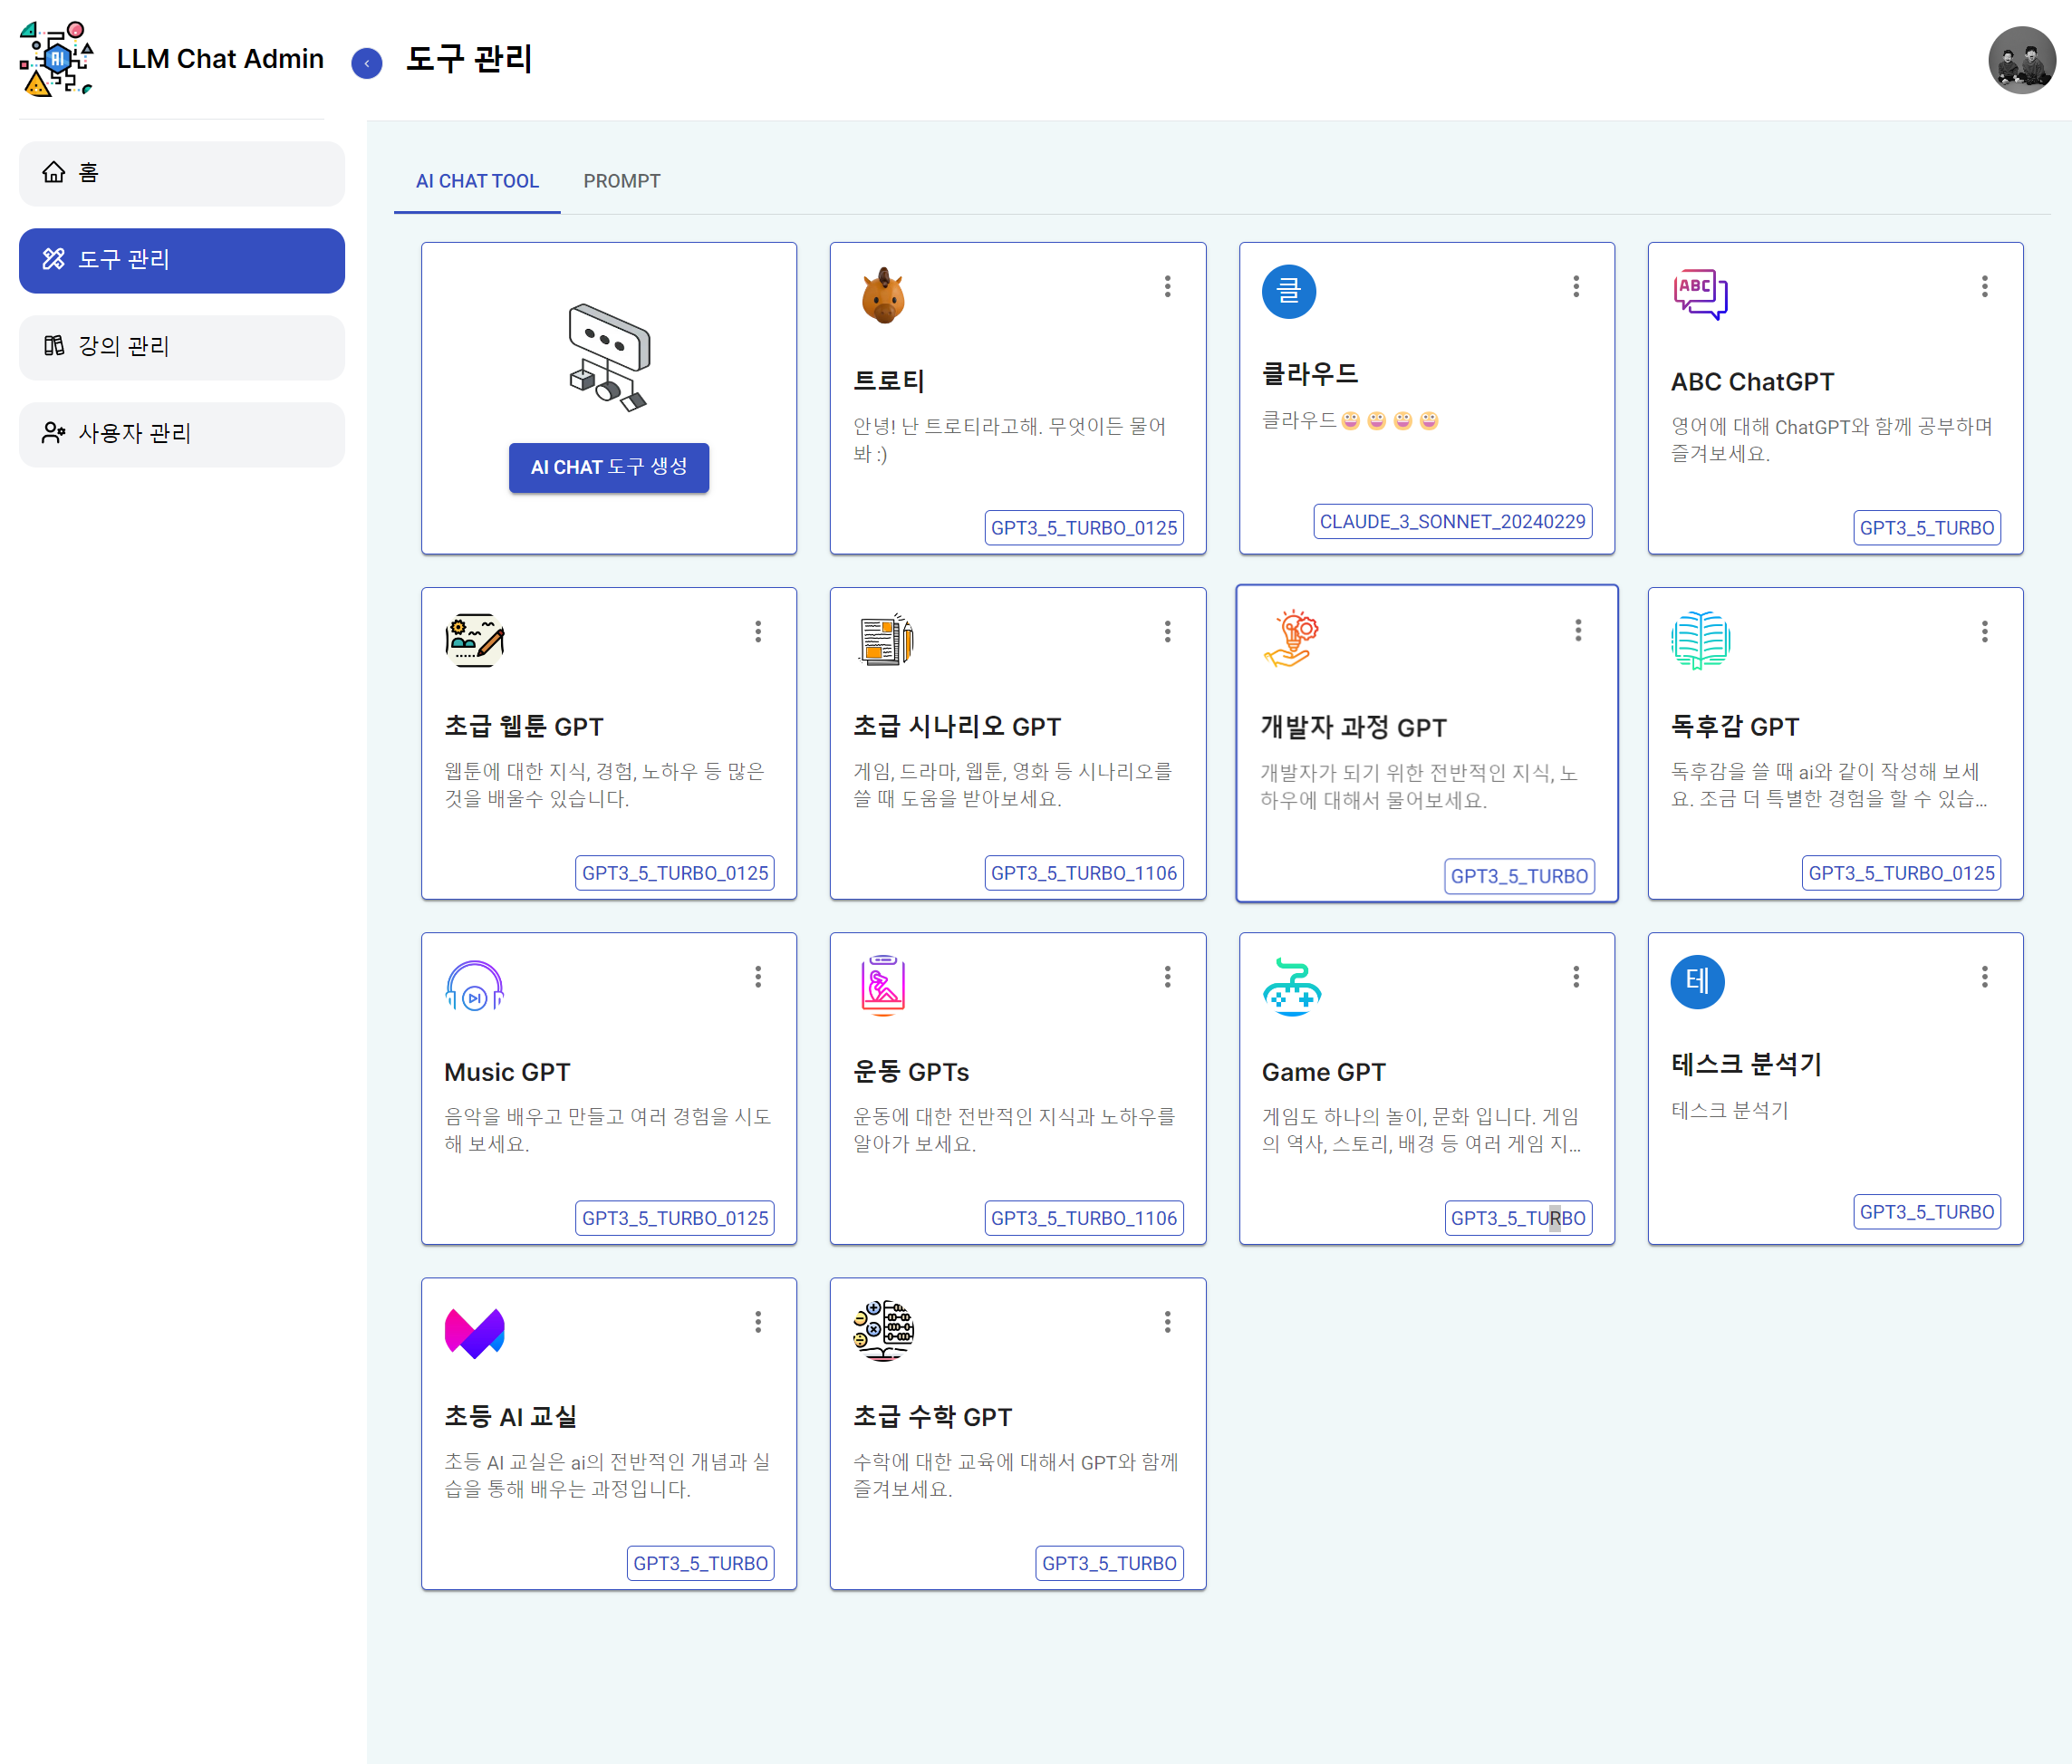 LLM Chat Admin
도구 관리
홈
도구 관리
강의 관리
사용자 관리
AI CHAT TOOL
PROMPT
AI CHAT 도구 생성
트로티
안녕! 난 트로티라고해. 무엇이든 물어
봐 :)
GPT3_5_TURBO_0125
클
클라우드
클라우드😀 😀 😀 😀
CLAUDE_3_SONNET_20240229
ABC
ABC ChatGPT
영어에 대해 ChatGPT와 함께 공부하며
즐겨보세요.
GPT3_5_TURBO
초급 웹툰 GPT
웹툰에 대한 지식, 경험, 노하우 등 많은
것을 배울수 있습니다.
GPT3_5_TURBO_0125
초급 시나리오 GPT
게임, 드라마, 웹툰, 영화 등 시나리오를
쓸 때 도움을 받아보세요.
GPT3_5_TURBO_1106
개발자 과정 GPT
개발자가 되기 위한 전반적인 지식, 노
하우에 대해서 물어보세요.
GPT3_5_TURBO
독후감 GPT
독후감을 쓸 때 ai와 같이 작성해 보세
요. 조금 더 특별한 경험을 할 수 있습...
GPT3_5_TURBO_0125
Music GPT
음악을 배우고 만들고 여러 경험을 시도
해 보세요.
GPT3_5_TURBO_0125
운동 GPTs
운동에 대한 전반적인 지식과 노하우를
알아가 보세요.
GPT3_5_TURBO_1106
Game GPT
게임도 하나의 놀이, 문화 입니다. 게임
의 역사, 스토리, 배경 등 여러 게임 지...
GPT3_5_TURBO
테
테스크 분석기
테스크 분석기
GPT3_5_TURBO
초등 AI 교실
초등 AI 교실은 ai의 전반적인 개념과 실
습을 통해 배우는 과정입니다.
GPT3_5_TURBO
초급 수학 GPT
수학에 대한 교육에 대해서 GPT와 함께
즐겨보세요.
GPT3_5_TURBO